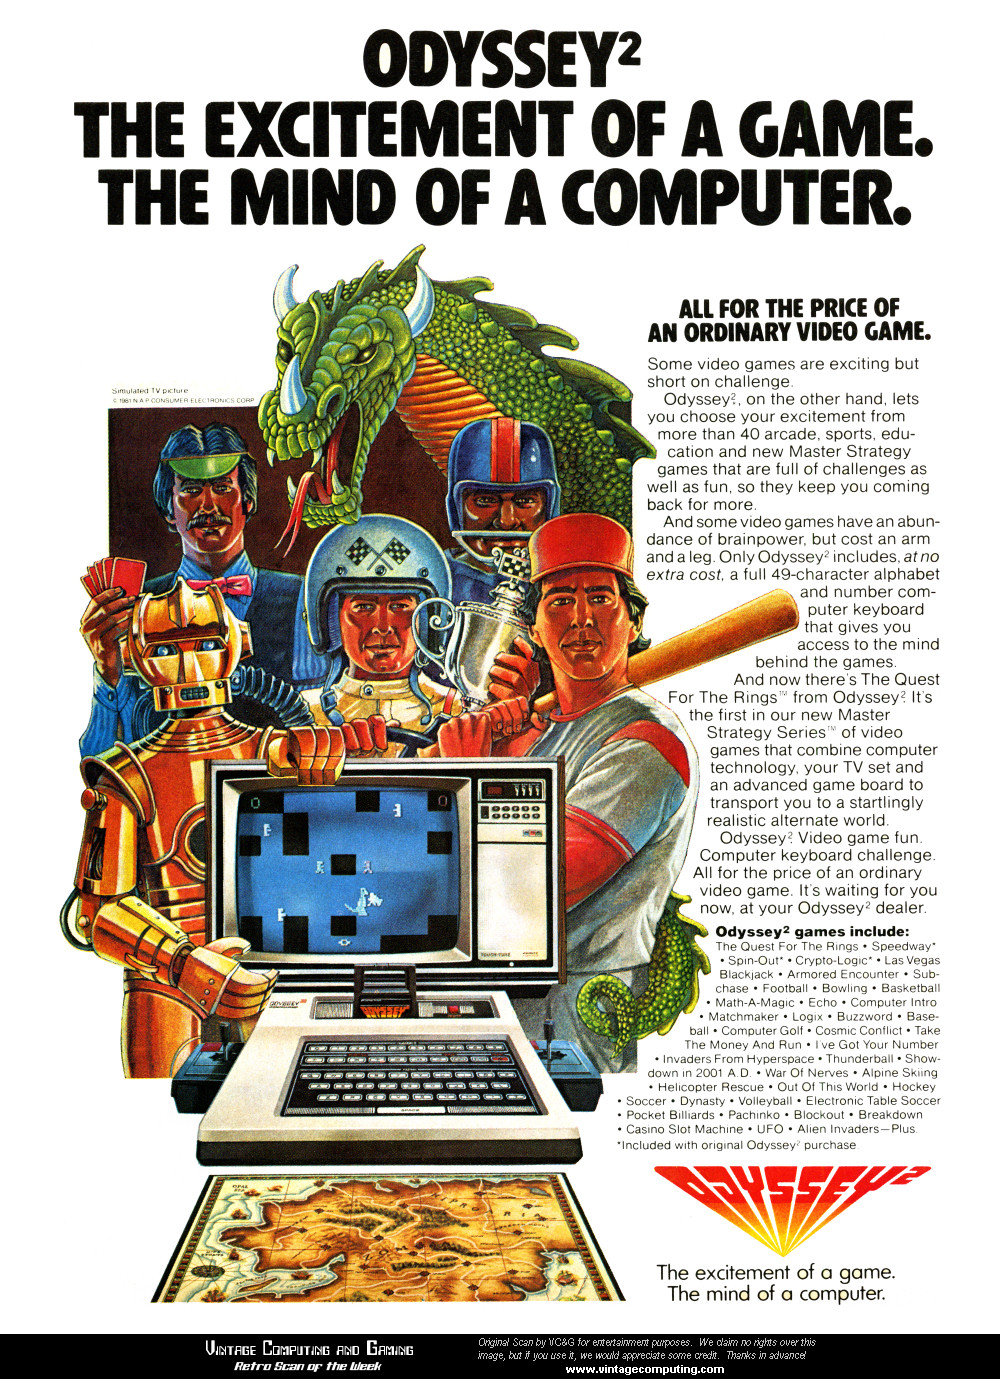 ODYSSEY²
THE EXCITEMENT OF A GAME.
THE MIND OF A COMPUTER.
ALL FOR THE PRICE OF
AN ORDINARY VIDEO GAME.
Simulated TV picture
© 1981 N.A.P. CONSUMER ELECTRONICS CORP.
Some video games are exciting but
short on challenge.
Odyssey², on the other hand, lets
you choose your excitement from
more than 40 arcade, sports, edu-
cation and new Master Strategy
games that are full of challenges as
well as fun, so they keep you coming
back for more.
And some video games have an abun-
dance of brainpower, but cost an arm
and a leg. Only Odyssey² includes, at no
extra cost, a full 49-character alphabet
and number com-
puter keyboard
that gives you
access to the mind
behind the games.
And now there's The Quest
For The Rings™ from Odyssey². It's
the first in our new Master
Strategy Series™ of video
games that combine computer
technology, your TV set and
an advanced game board to
transport you to a startlingly
realistic alternate world.
Odyssey². Video game fun.
Computer keyboard challenge.
All for the price of an ordinary
video game. It's waiting for you
now, at your Odyssey² dealer.
Odyssey² games include:
The Quest For The Rings • Speedway*
• Spin-Out* • Crypto-Logic* • Las Vegas
Blackjack • Armored Encounter • Sub-
chase • Football • Bowling • Basketball
• Math-A-Magic • Echo • Computer Intro
• Matchmaker • Logix • Buzzword • Base-
ball • Computer Golf • Cosmic Conflict • Take
The Money And Run • I've Got Your Number
• Invaders From Hyperspace • Thunderball • Show-
down in 2001 A.D. • War Of Nerves • Alpine Skiing
• Helicopter Rescue • Out Of This World • Hockey
• Soccer • Dynasty • Volleyball • Electronic Table Soccer
• Pocket Billiards • Pachinko • Blockout • Breakdown
• Casino Slot Machine • UFO • Alien Invaders—Plus.
*Included with original Odyssey² purchase
0 0
ODYSSEY
ODYSSEY²
The excitement of a game.
The mind of a computer.
Vintage Computing and Gaming
Retro Scan of the Week
Original Scan by VC&G for entertainment purposes. We claim no rights over this
image, but if you use it, we would appreciate some credit. Thanks in advance!
www.vintagecomputing.com